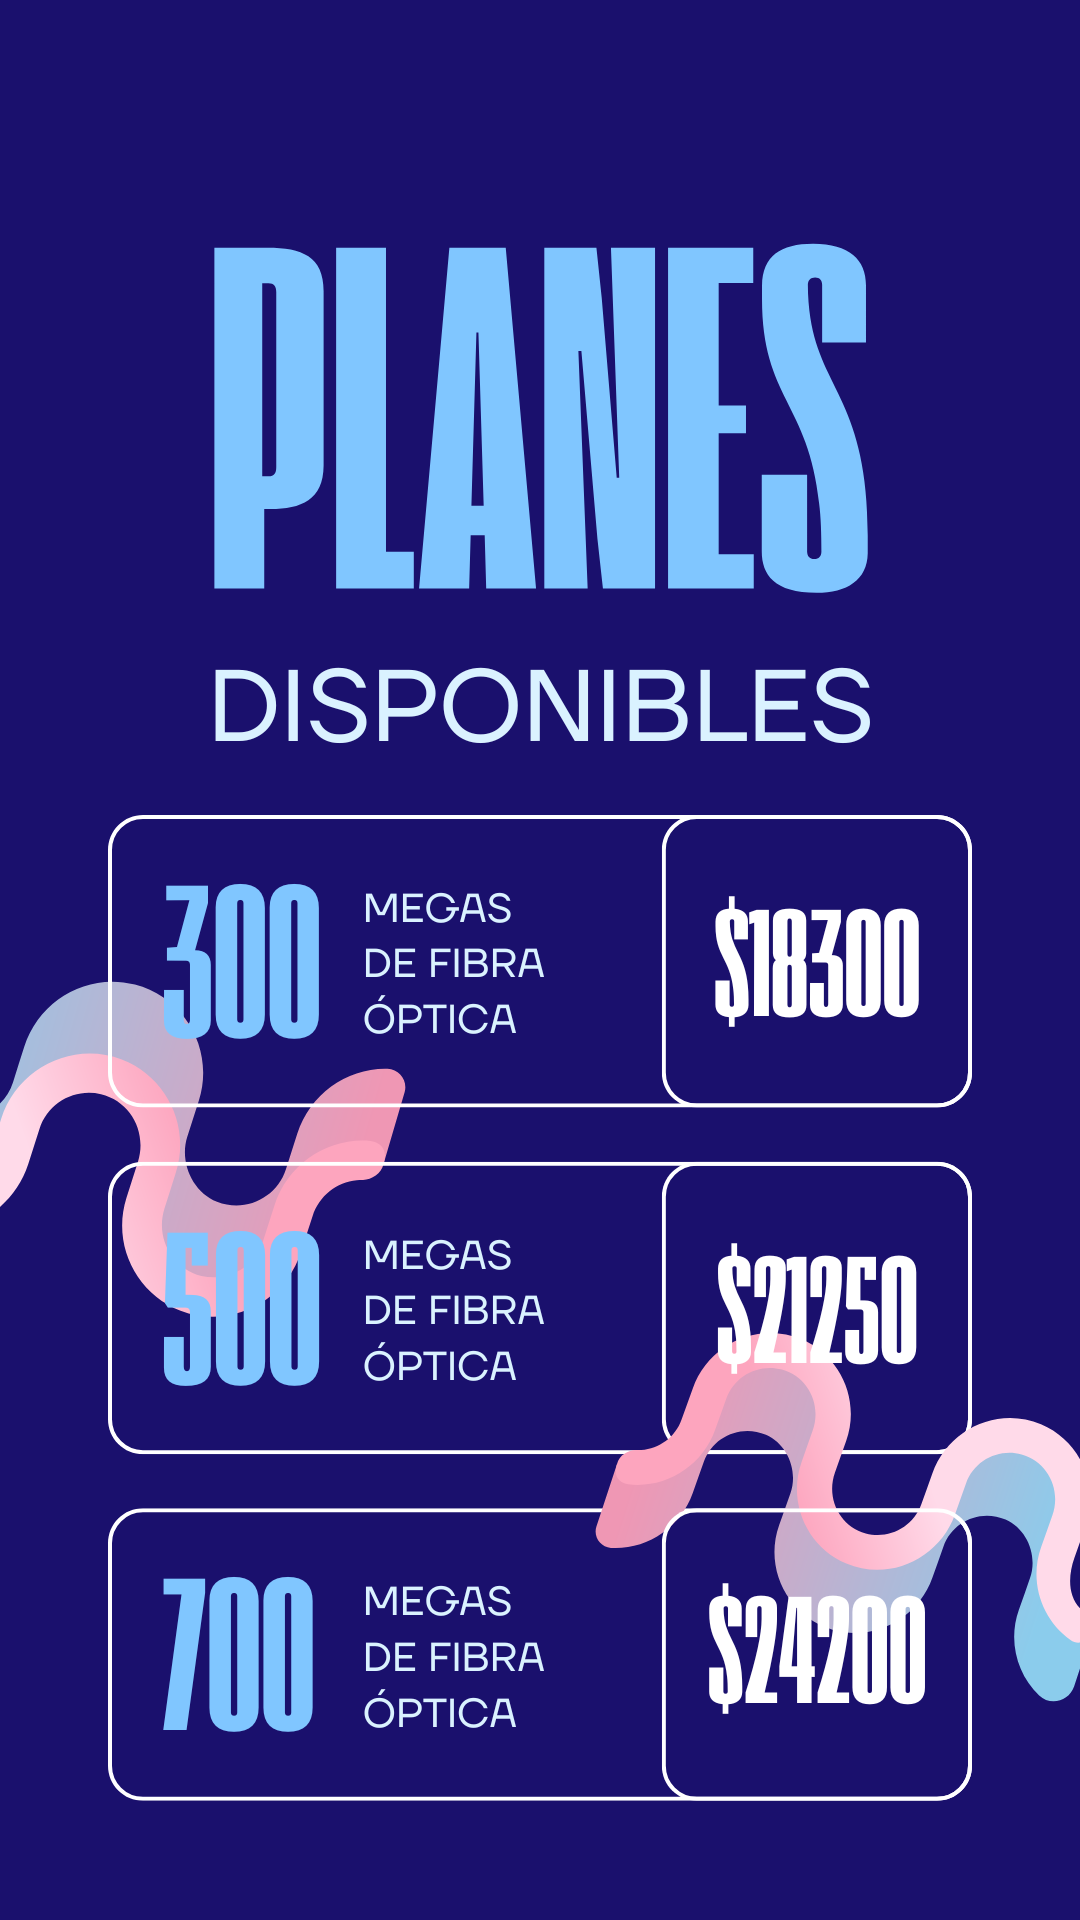 PLANES
DISPONIBLES
300
MEGAS
DE FIBRA
ÓPTICA
$18300
500
MEGAS
DE FIBRA
ÓPTICA
$21250
700
MEGAS
DE FIBRA
ÓPTICA
$24200